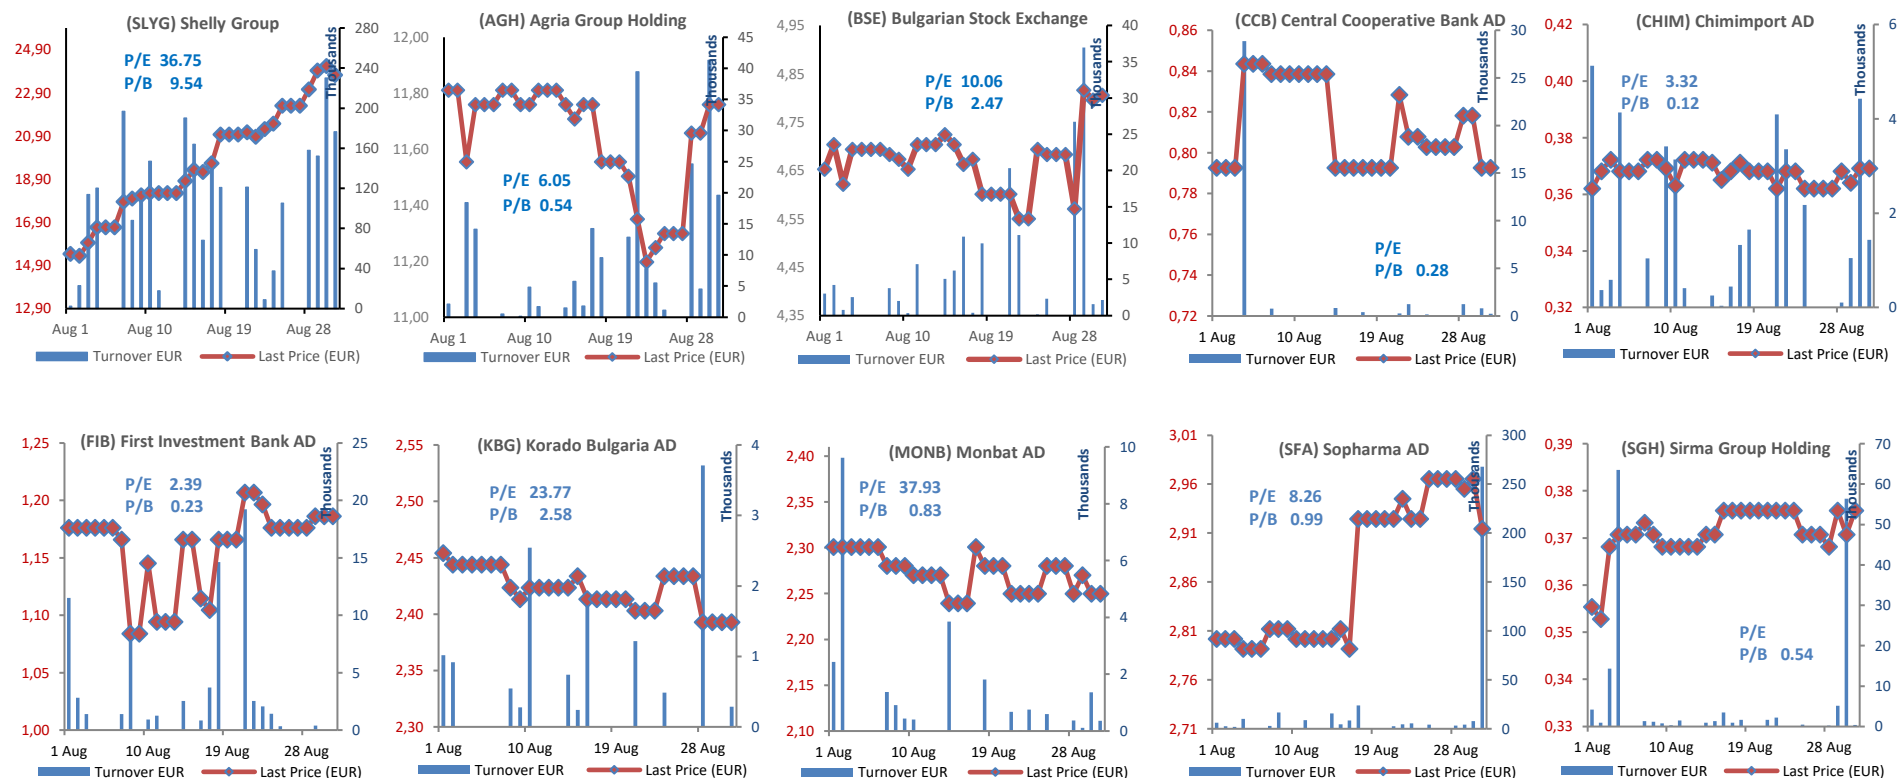 (SLYG) Shelly Group
P/E 36.75
P/B 9.54
24,90
22,90
20,90
18,90
16,90
14,90
12,90
280
240
200
160
120
80
40
0
Thousands
Aug 1
Aug 10
Aug 19
Aug 28
Turnover EUR
Last Price (EUR)
(AGH) Agria Group Holding
P/E 6.05
P/B 0.54
12,00
11,80
11,60
11,40
11,20
11,00
45
40
35
30
25
20
15
10
5
0
Thousands
Aug 1
Aug 10
Aug 19
Aug 28
Turnover EUR
Last Price (EUR)
(BSE) Bulgarian Stock Exchange
P/E 10.06
P/B 2.47
4,95
4,85
4,75
4,65
4,55
4,45
4,35
40
35
30
25
20
15
10
5
0
Thousands
Aug 1
Aug 10
Aug 19
Aug 28
Turnover EUR
Last Price (EUR)
(CCB) Central Cooperative Bank AD
P/E
P/B 0.28
0,86
0,84
0,82
0,80
0,78
0,76
0,74
0,72
30
25
20
15
10
5
0
Thousands
1 Aug
10 Aug
19 Aug
28 Aug
Turnover EUR
Last Price (EUR)
(CHIM) Chimimport AD
P/E 3.32
P/B 0.12
0,42
0,40
0,38
0,36
0,34
0,32
6
4
2
0
Thousands
1 Aug
10 Aug
19 Aug
28 Aug
Turnover EUR
Last Price (EUR)
(FIB) First Investment Bank AD
P/E 2.39
P/B 0.23
1,25
1,20
1,15
1,10
1,05
1,00
25
20
15
10
5
0
Thousands
1 Aug
10 Aug
19 Aug
28 Aug
Turnover EUR
Last Price (EUR)
(KBG) Korado Bulgaria AD
P/E 23.77
P/B 2.58
2,55
2,50
2,45
2,40
2,35
2,30
4
3
2
1
0
Thousands
1 Aug
10 Aug
19 Aug
28 Aug
Turnover EUR
Last Price (EUR)
(MONB) Monbat AD
P/E 37.93
P/B 0.83
2,40
2,35
2,30
2,25
2,20
2,15
2,10
10
8
6
4
2
0
Thousands
1 Aug
10 Aug
19 Aug
28 Aug
Turnover EUR
Last Price (EUR)
(SFA) Sopharma AD
P/E 8.26
P/B 0.99
3,01
2,96
2,91
2,86
2,81
2,76
2,71
300
250
200
150
100
50
0
Thousands
1 Aug
10 Aug
19 Aug
28 Aug
Turnover EUR
Last Price (EUR)
(SGH) Sirma Group Holding
P/E
P/B 0.54
0,39
0,38
0,37
0,36
0,35
0,34
0,33
70
60
50
40
30
20
10
0
Thousands
1 Aug
10 Aug
19 Aug
28 Aug
Turnover EUR
Last Price (EUR)